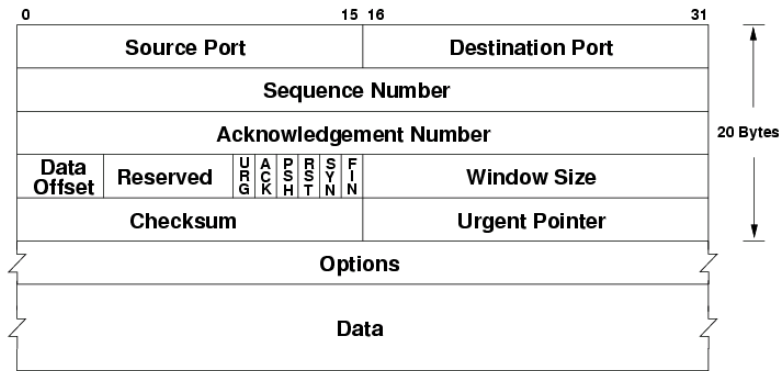 0 15 16 31
Source Port Destination Port
Sequence Number
Acknowledgement Number
20 Bytes
Data Offset Reserved URG ACK PSH RST SYN FIN Window Size
Checksum Urgent Pointer
Options
Data